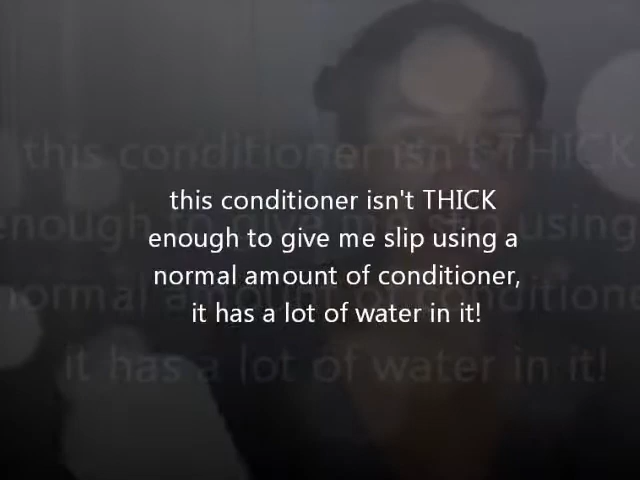 this conditioner isn't THICK
enough to give me slip using a
normal amount of conditioner,
it has a lot of water in it!